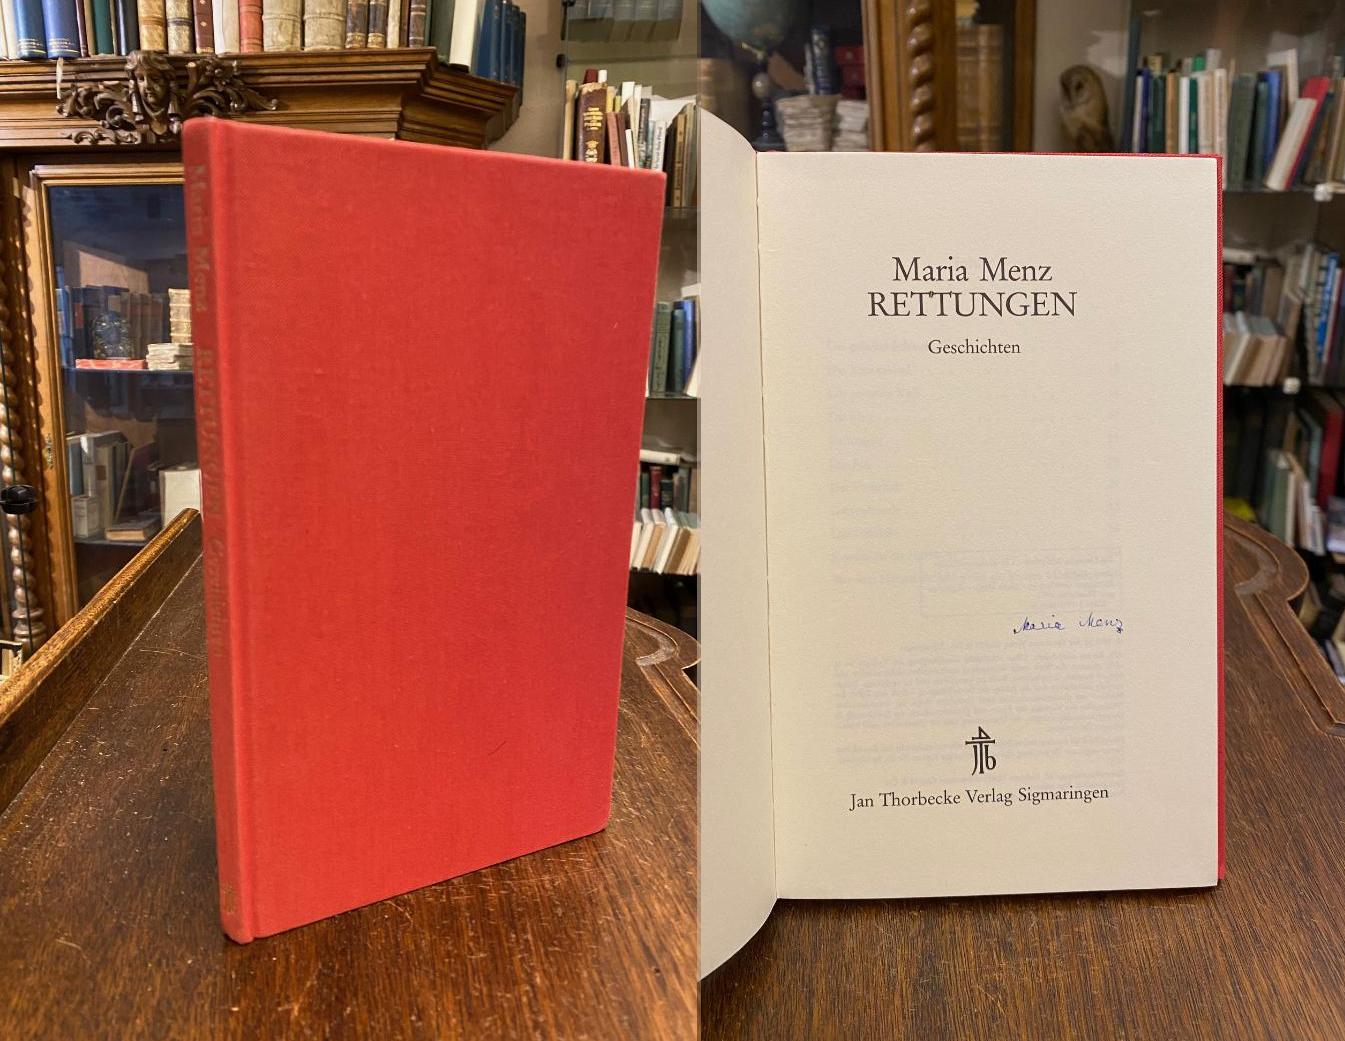 Maria Menz RETTUNGEN Geschichten
Maria Menz
RETTUNGEN
Geschichten
Maria Menz
Jan Thorbecke Verlag Sigmaringen